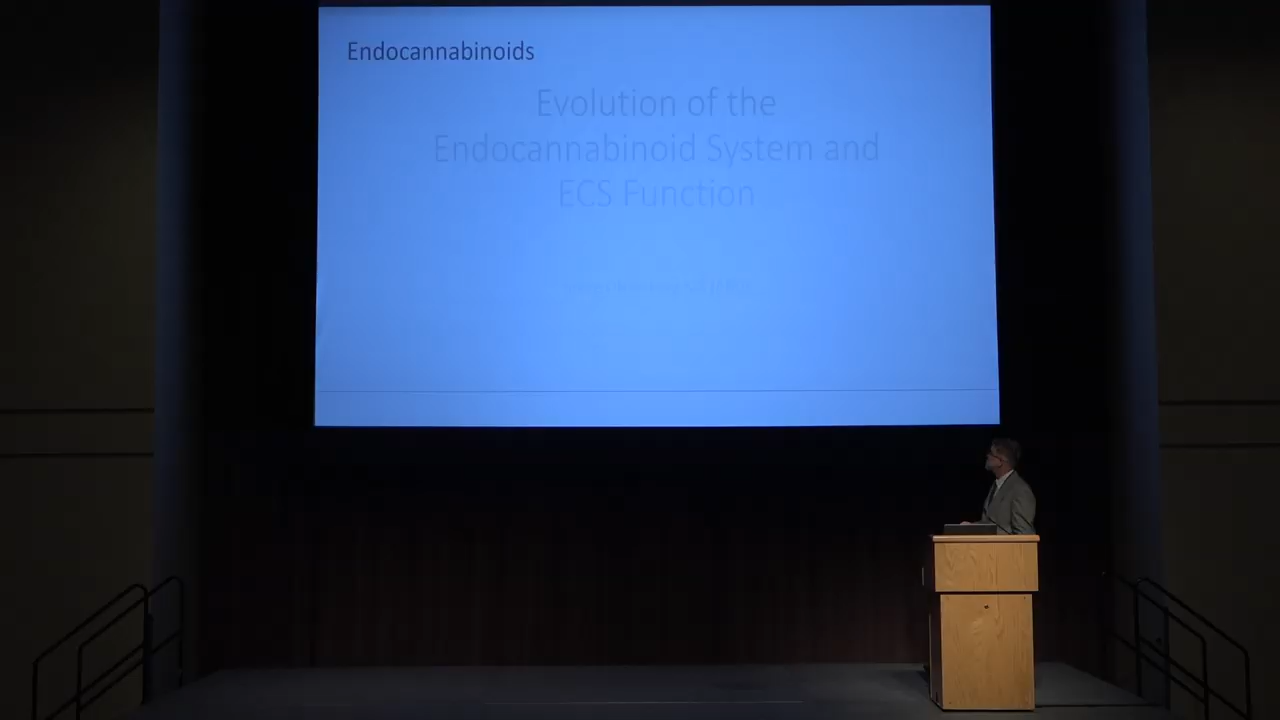 Endocannabinoids
Evolution of the
Endocannabinoid System and
ECS Function